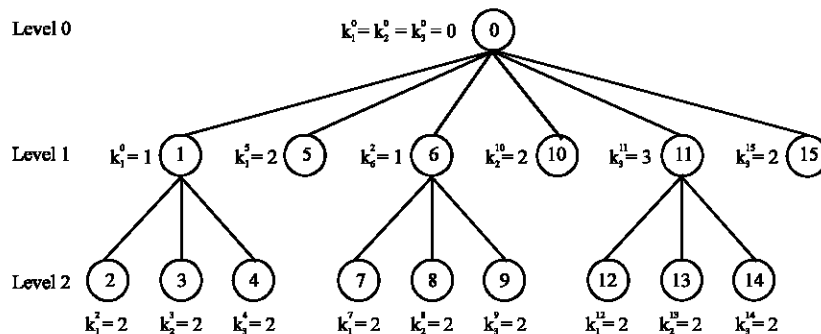 Level 0 k₁⁰ = k₂⁰ = k₃⁰ = 0 0
Level 1 k₁⁰ = 1 1 k₁⁵ = 2 5 k₆² = 1 6 k₂¹⁰ = 2 10 k₃¹¹ = 3 11 k₃¹⁵ = 2 15
Level 2 2 3 4 7 8 9 12 13 14
k₁² = 2 k₂³ = 2 k₃⁴ = 2 k₁⁷ = 2 k₂⁸ = 2 k₃⁹ = 2 k₁¹² = 2 k₂¹³ = 2 k₃¹⁴ = 2